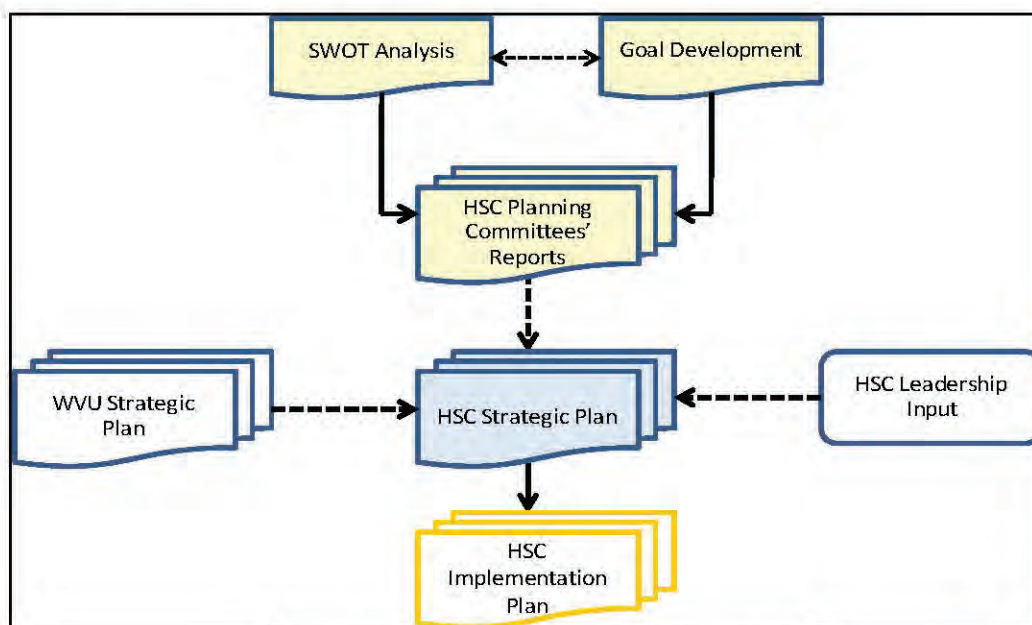 SWOT Analysis
Goal Development
HSC Planning
Committees'
Reports
WVU Strategic
Plan
HSC Strategic Plan
HSC Leadership
Input
HSC
Implementation
Plan